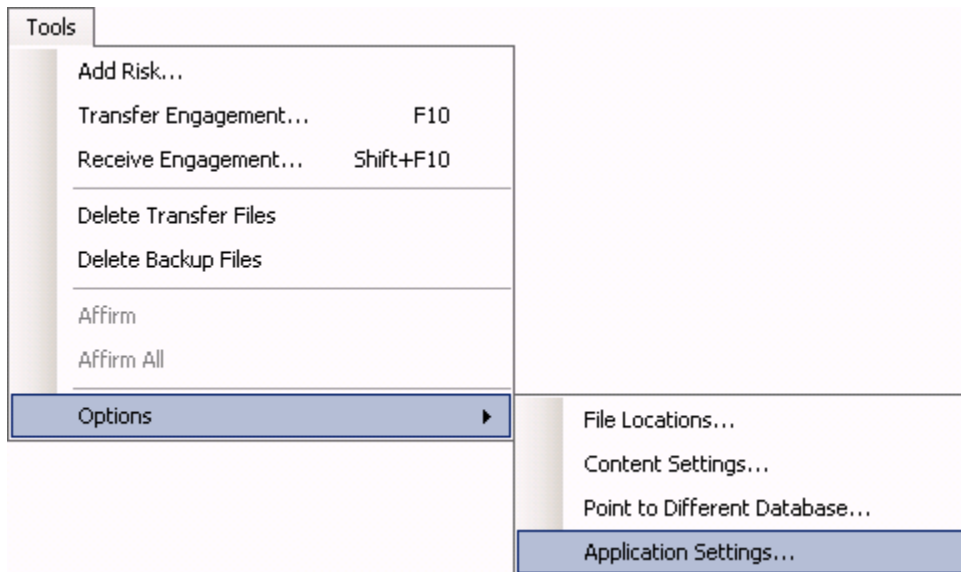 Tools
Add Risk...
Transfer Engagement... F10
Receive Engagement... Shift+F10
Delete Transfer Files
Delete Backup Files
Affirm
Affirm All
Options
File Locations...
Content Settings...
Point to Different Database...
Application Settings...